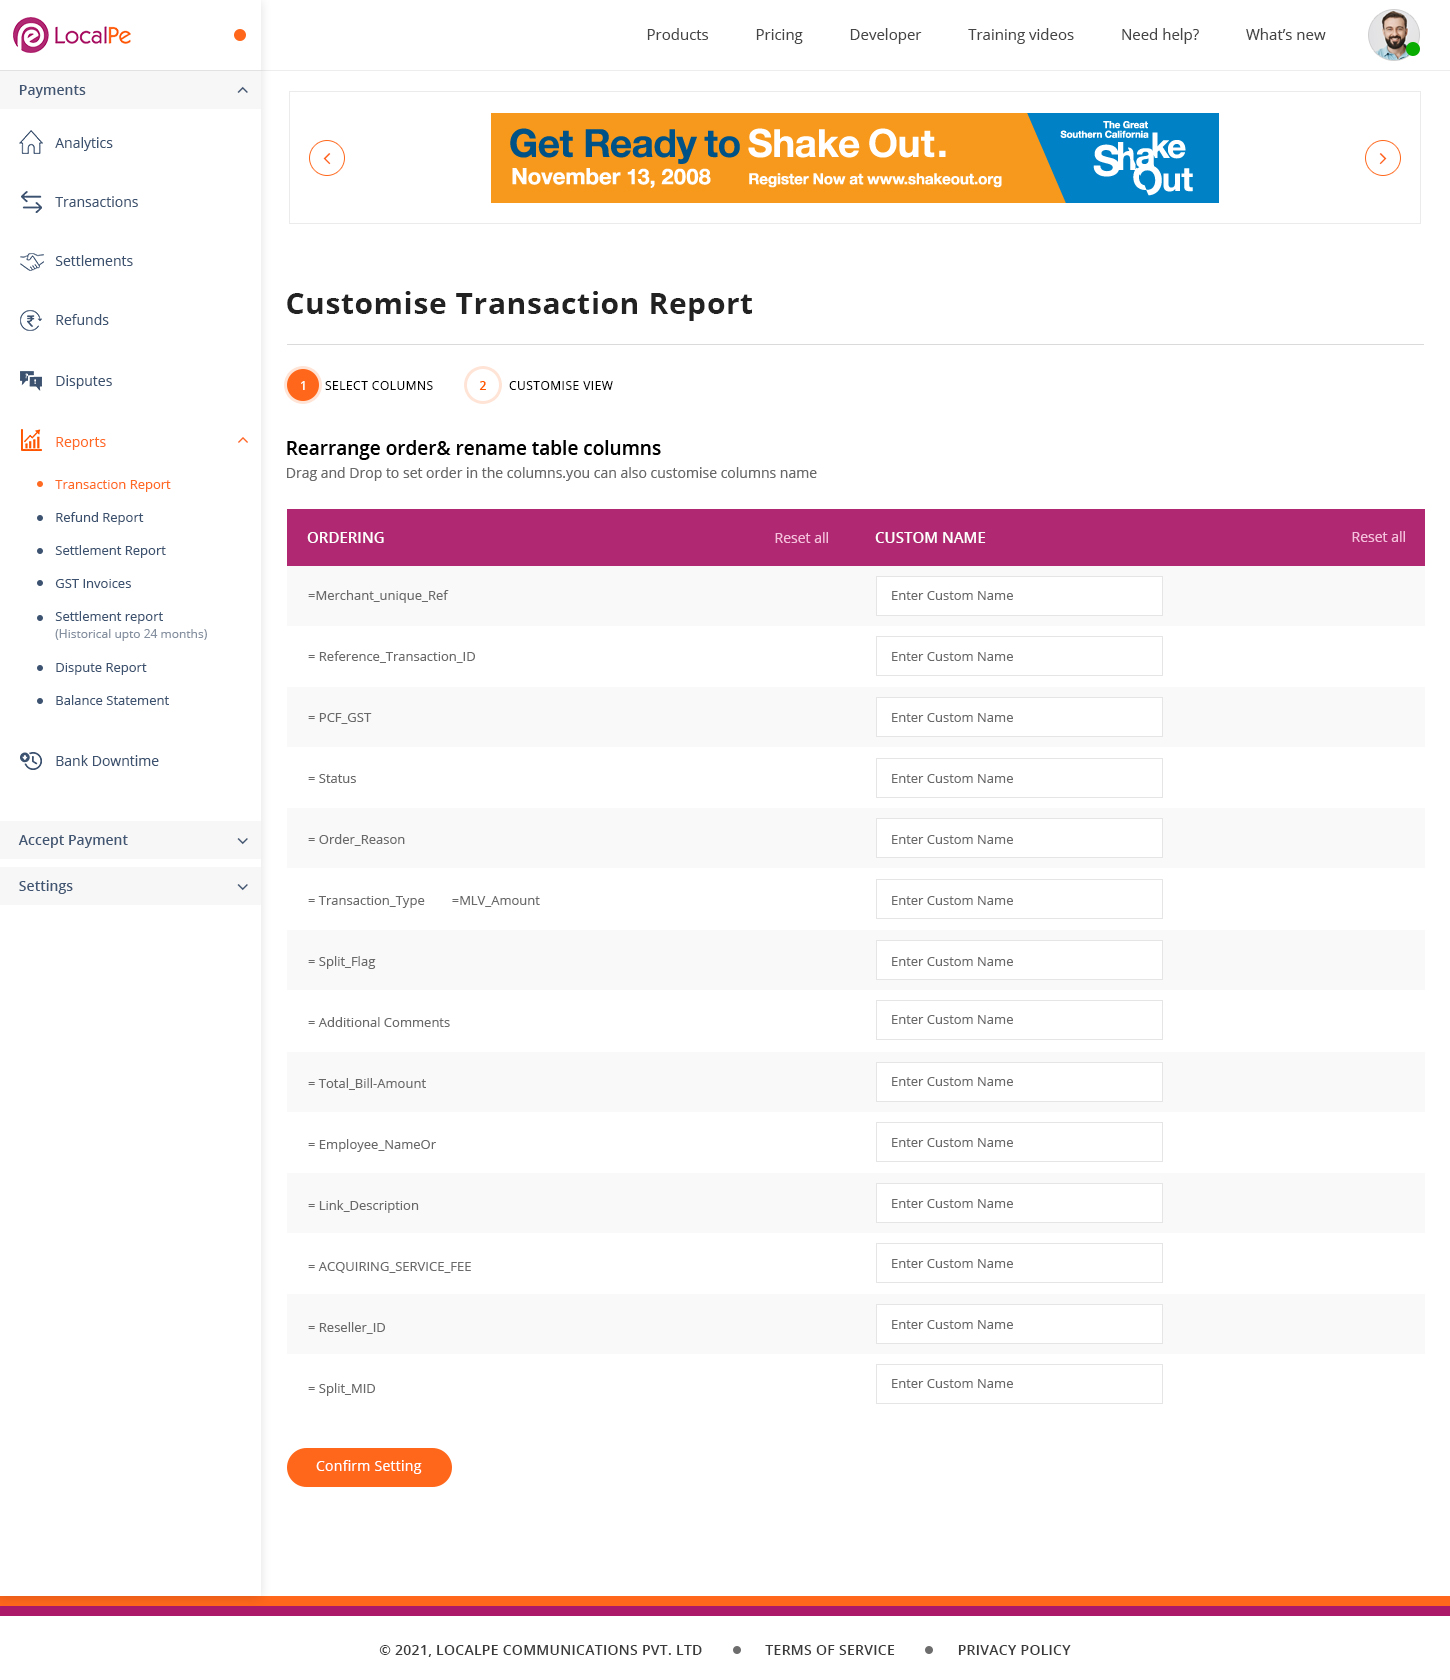 LocalPe
Products Pricing Developer Training videos Need help? What's new
Payments
Analytics
Transactions
Settlements
Refunds
Disputes
Reports
Transaction Report
Refund Report
Settlement Report
GST Invoices
Settlement report
(Historical upto 24 months)
Dispute Report
Balance Statement
Bank Downtime
Accept Payment
Settings
Get Ready to Shake Out.
November 13, 2008 Register Now at www.shakeout.org
The Great
Southern California
Shake
Out
Customise Transaction Report
1 SELECT COLUMNS 2 CUSTOMISE VIEW
Rearrange order& rename table columns
Drag and Drop to set order in the columns.you can also customise columns name
ORDERING Reset all CUSTOM NAME Reset all
=Merchant_unique_Ref Enter Custom Name
= Reference_Transaction_ID Enter Custom Name
= PCF_GST Enter Custom Name
= Status Enter Custom Name
= Order_Reason Enter Custom Name
= Transaction_Type =MLV_Amount Enter Custom Name
= Split_Flag Enter Custom Name
= Additional Comments Enter Custom Name
= Total_Bill-Amount Enter Custom Name
= Employee_NameOr Enter Custom Name
= Link_Description Enter Custom Name
= ACQUIRING_SERVICE_FEE Enter Custom Name
= Reseller_ID Enter Custom Name
= Split_MID Enter Custom Name
Confirm Setting
© 2021, LOCALPE COMMUNICATIONS PVT. LTD TERMS OF SERVICE PRIVACY POLICY